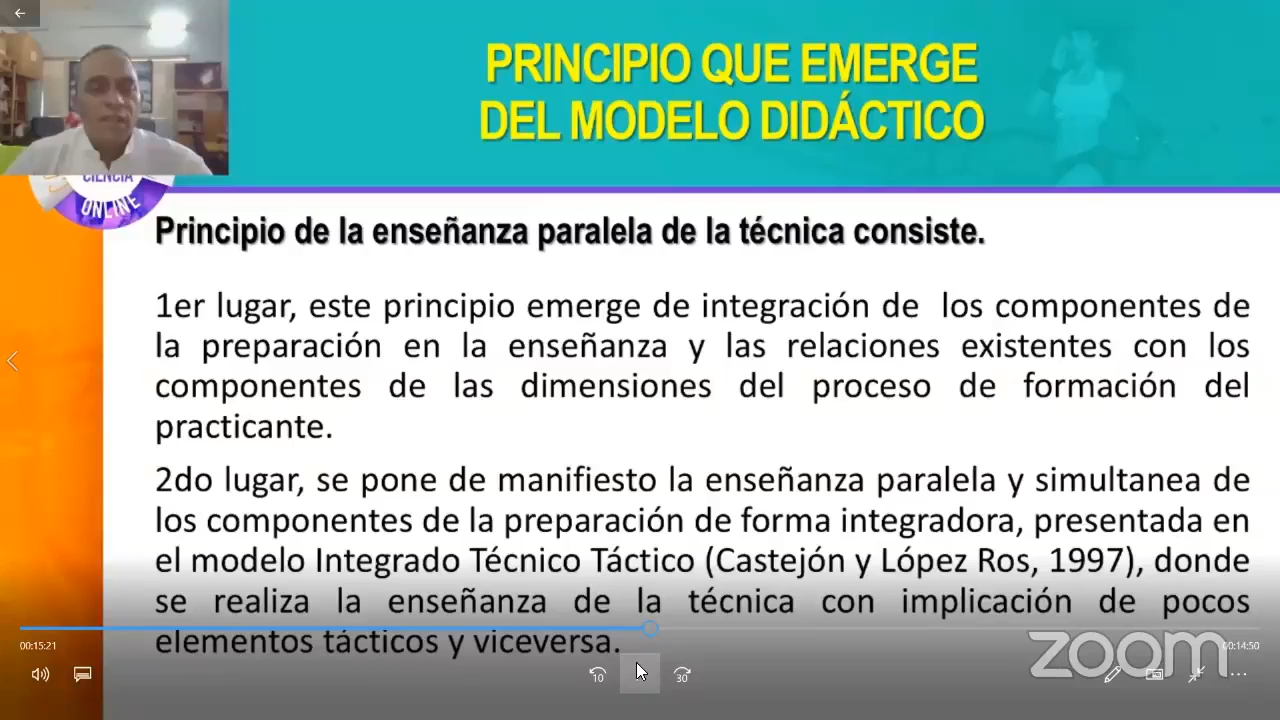 PRINCIPIO QUE EMERGE
DEL MODELO DIDÁCTICO
CIENCIA
ONLINE
Principio de la enseñanza paralela de la técnica consiste.
1er lugar, este principio emerge de integración de los componentes de
la preparación en la enseñanza y las relaciones existentes con los
componentes de las dimensiones del proceso de formación del
practicante.
2do lugar, se pone de manifiesto la enseñanza paralela y simultanea de
los componentes de la preparación de forma integradora, presentada en
el modelo Integrado Técnico Táctico (Castejón y López Ros, 1997), donde
se realiza la enseñanza de la técnica con implicación de pocos
elementos tácticos y viceversa.
00:15:21
00:14:50
zoom
10
30